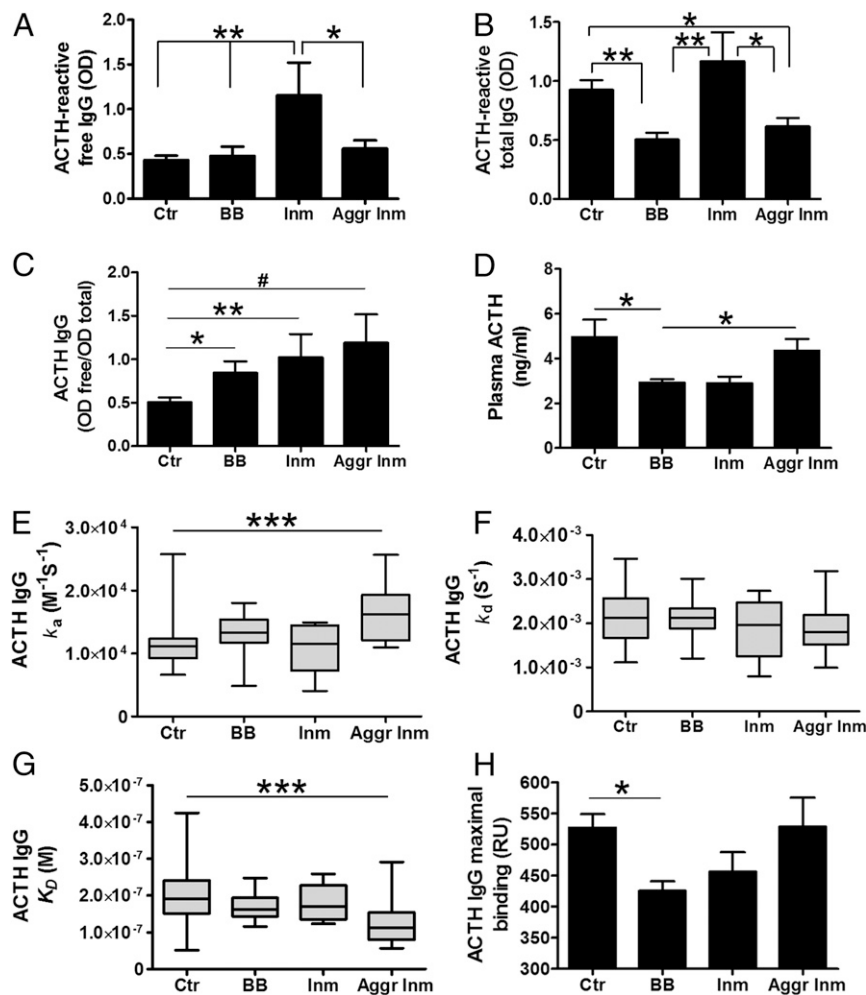 A
ACTH-reactive
free IgG (OD)
2.0
1.5
1.0
0.5
0.0
**
*
Ctr BB Inm Aggr Inm
B
ACTH-reactive
total IgG (OD)
1.5
1.0
0.5
0.0
*
**
**
*
Ctr BB Inm Aggr Inm
C
ACTH IgG
(OD free/OD total)
2.0
1.5
1.0
0.5
0.0
#
**
*
Ctr BB Inm Aggr Inm
D
Plasma ACTH
(ng/ml)
8
6
4
2
0
*
*
Ctr BB Inm Aggr Inm
E
ACTH IgG
ka (M⁻¹S⁻¹)
3.0×10⁴
2.0×10⁴
1.0×10⁴
0
***
Ctr BB Inm Aggr Inm
F
ACTH IgG
kd (S⁻¹)
4.0×10⁻³
3.0×10⁻³
2.0×10⁻³
1.0×10⁻³
0
Ctr BB Inm Aggr Inm
G
ACTH IgG
KD (M)
5.0×10⁻⁷
4.0×10⁻⁷
3.0×10⁻⁷
2.0×10⁻⁷
1.0×10⁻⁷
0
***
Ctr BB Inm Aggr Inm
H
ACTH IgG maximal
binding (RU)
600
550
500
450
400
350
300
*
Ctr BB Inm Aggr Inm